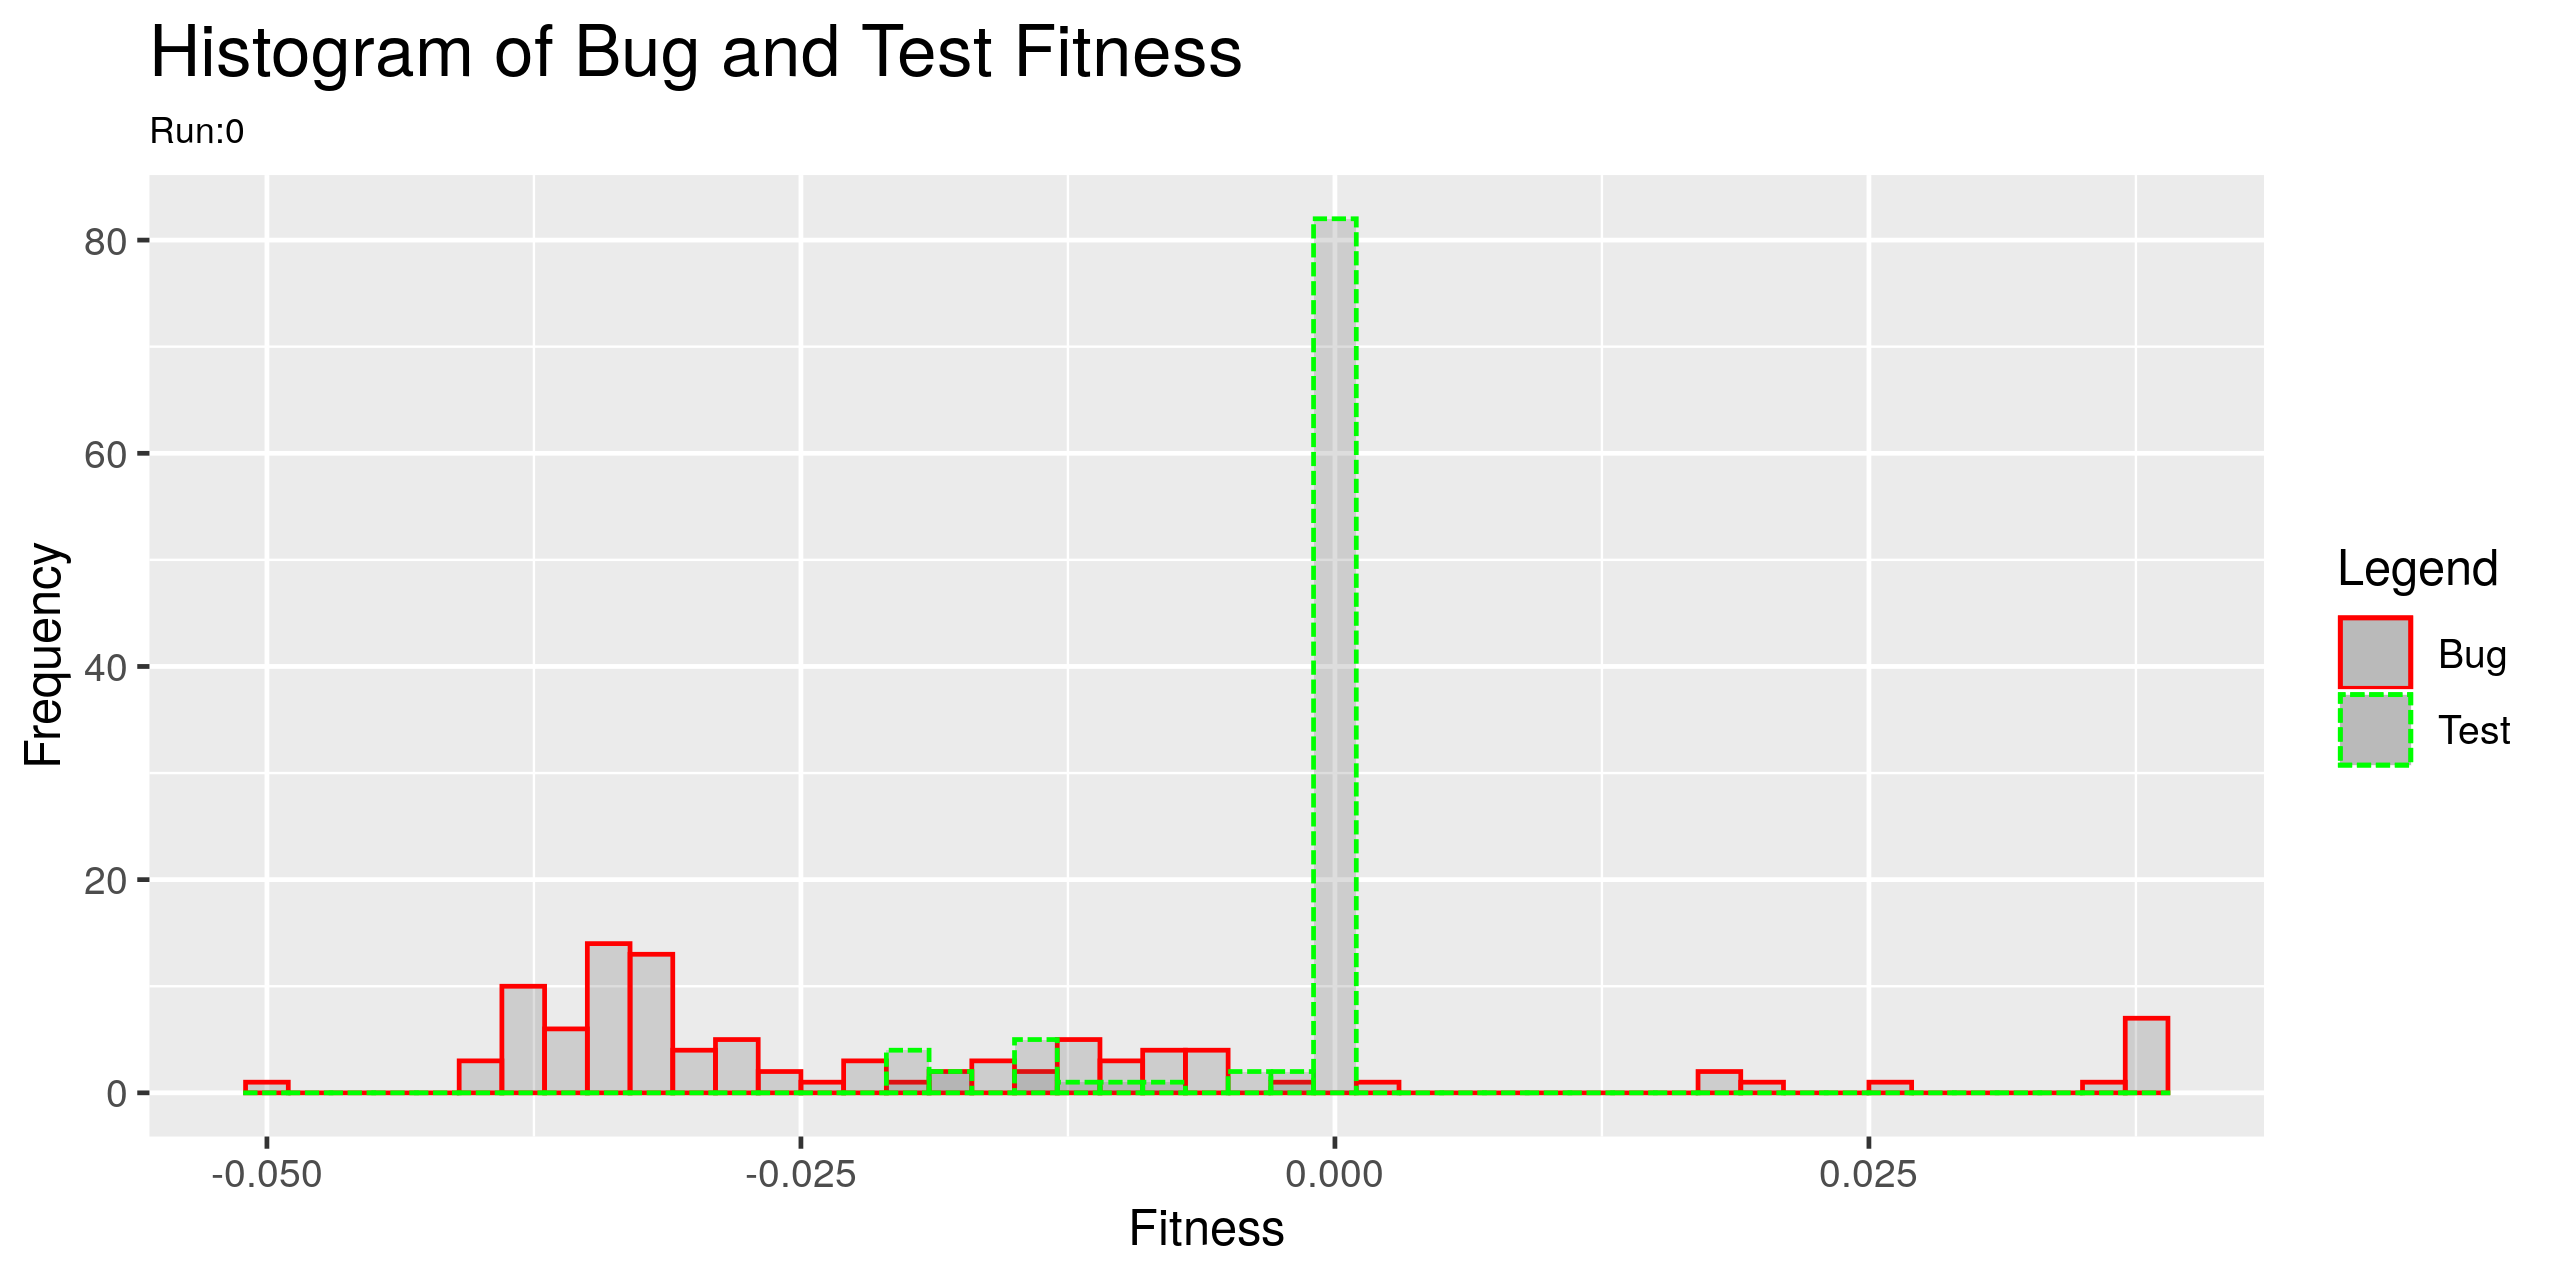 Histogram of Bug and Test Fitness
Run:0
Frequency
80
60
40
20
0
-0.050
-0.025
0.000
0.025
Fitness
Legend
Bug
Test